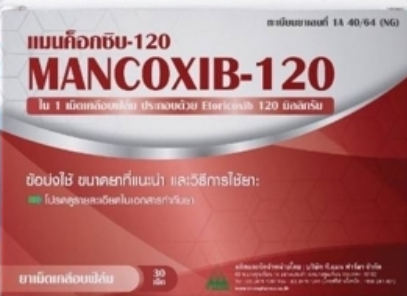 ทะเบียนยาเลขที่ 1A 40/64 (NG)
แมนค็อกซิบ-120
MANCOXIB-120
ใน 1 เม็ดเคลือบฟิล์ม ประกอบด้วย Etoricoxib 120 มิลลิกรัม
ข้อบ่งใช้ ขนาดยาที่แนะนำ และวิธีการใช้ยา:
โปรดดูรายละเอียดในเอกสารกำกับยา
ยาเม็ดเคลือบฟิล์ม
30
เม็ด